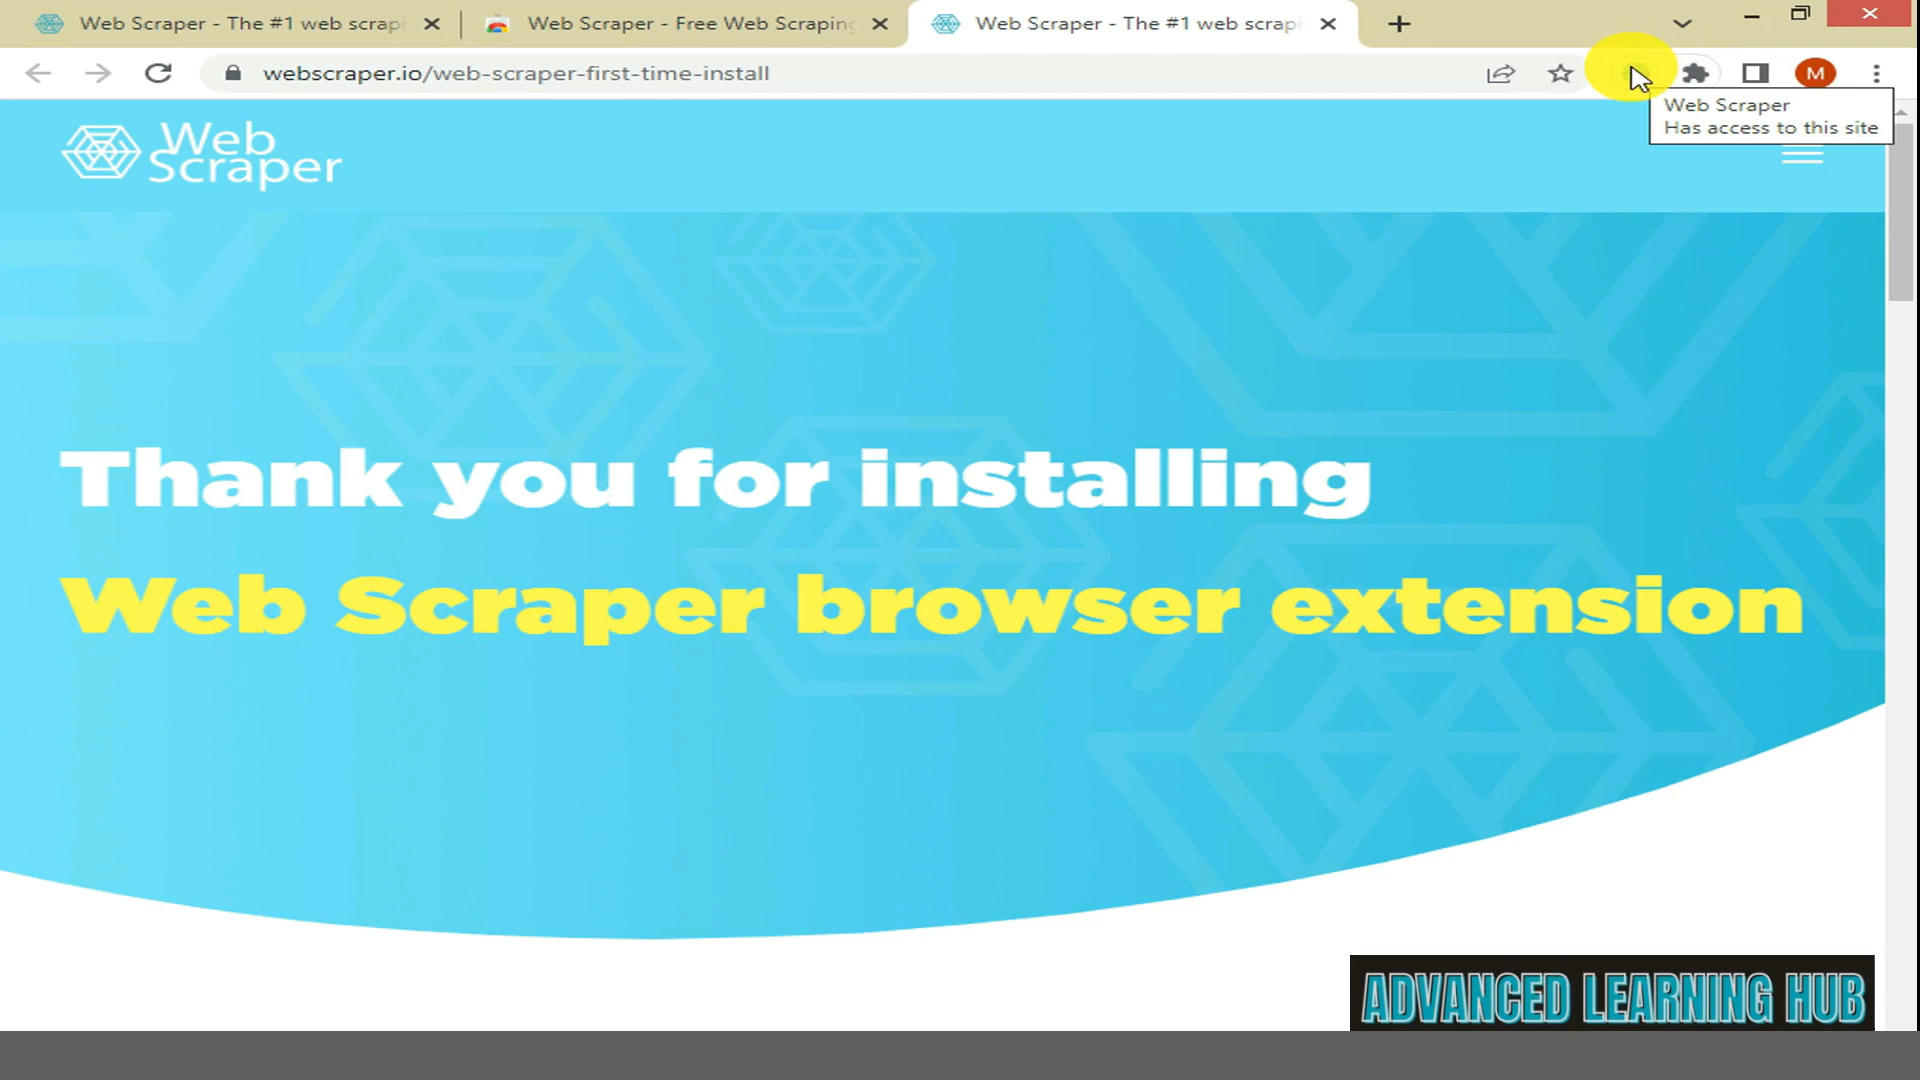 Web Scraper - The #1 web scrapi
Web Scraper - Free Web Scraping
Web Scraper - The #1 web scrapi
webscraper.io/web-scraper-first-time-install
M
Web Scraper
Has access to this site
Web
Scraper
Thank you for installing
Web Scraper browser extension
ADVANCED LEARNING HUB